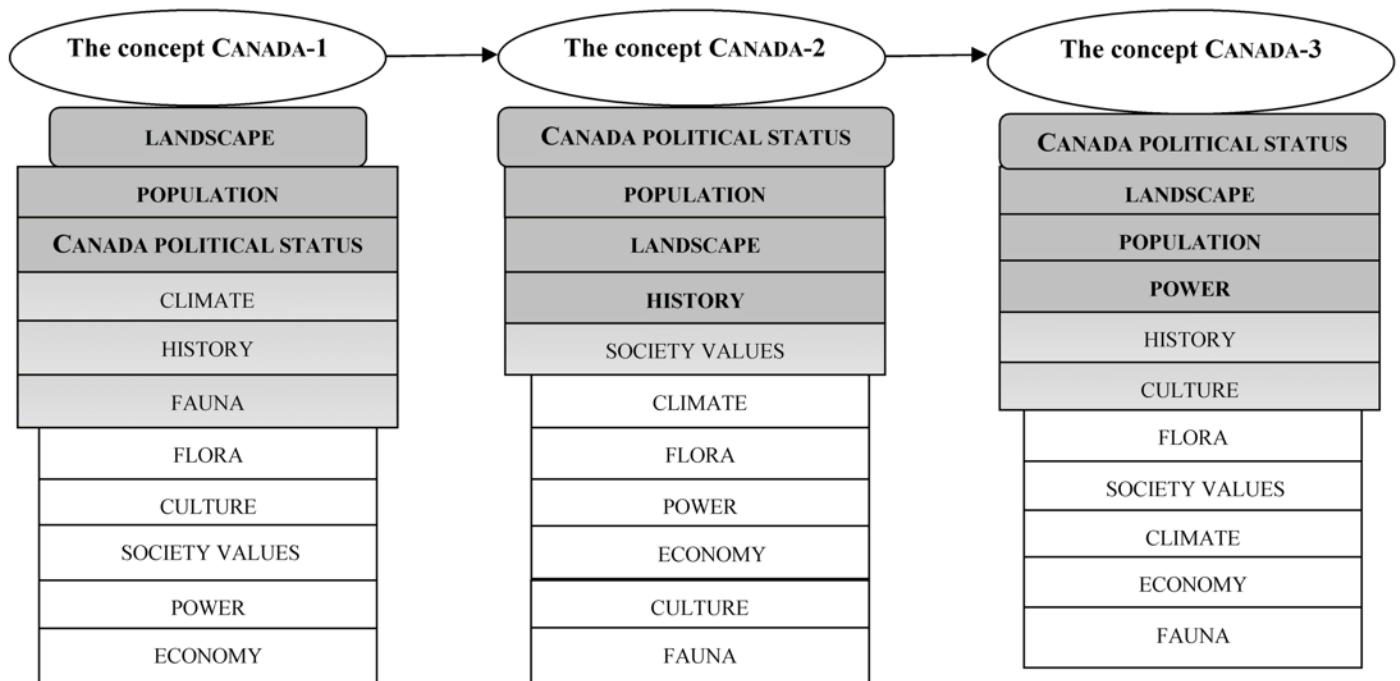 The concept CANADA-1
The concept CANADA-2
The concept CANADA-3
LANDSCAPE
POPULATION
CANADA POLITICAL STATUS
CLIMATE
HISTORY
FAUNA
FLORA
CULTURE
SOCIETY VALUES
POWER
ECONOMY
CANADA POLITICAL STATUS
POPULATION
LANDSCAPE
HISTORY
SOCIETY VALUES
CLIMATE
FLORA
POWER
ECONOMY
CULTURE
FAUNA
CANADA POLITICAL STATUS
LANDSCAPE
POPULATION
POWER
HISTORY
CULTURE
FLORA
SOCIETY VALUES
CLIMATE
ECONOMY
FAUNA